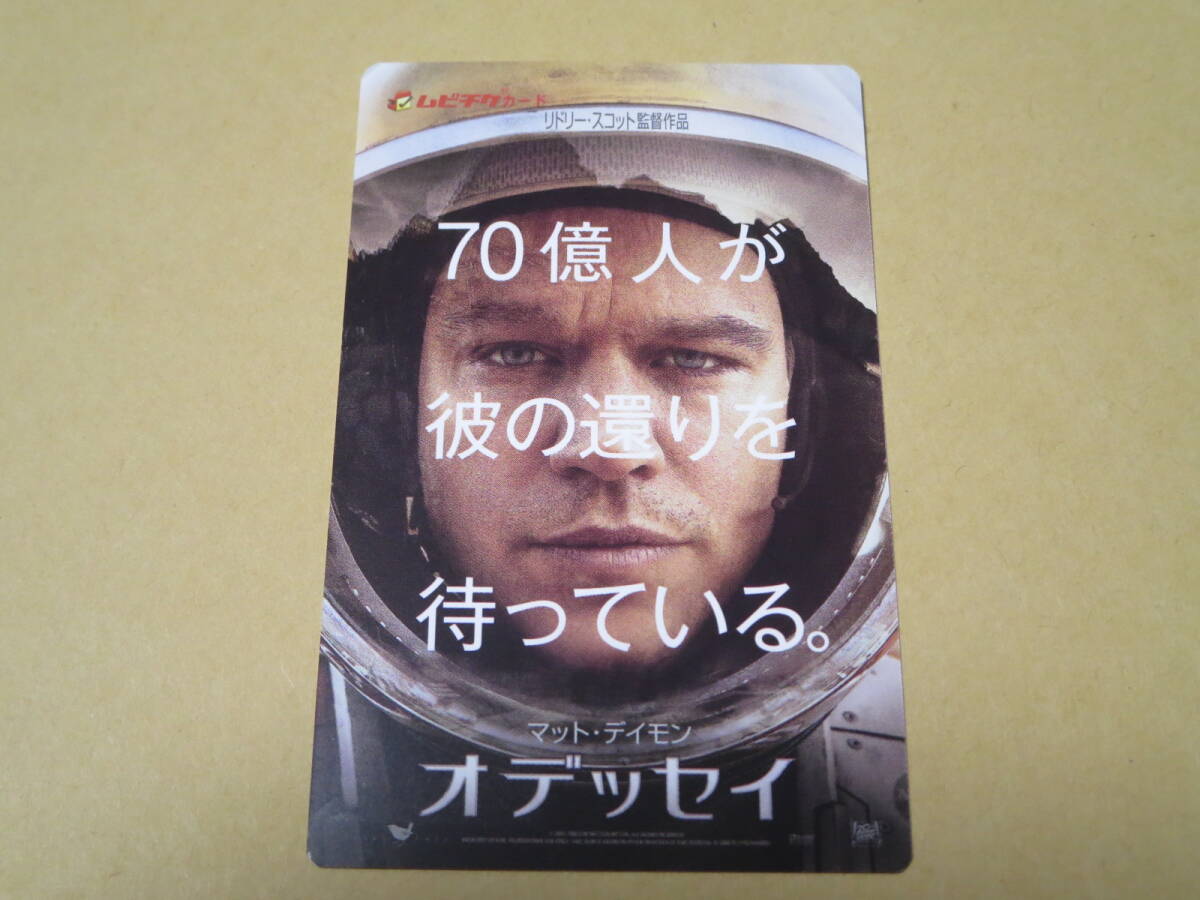 ムビチケカード
リドリー・スコット監督作品
70億人が
彼の還りを
待っている。
マット・デイモン
オデッセイ